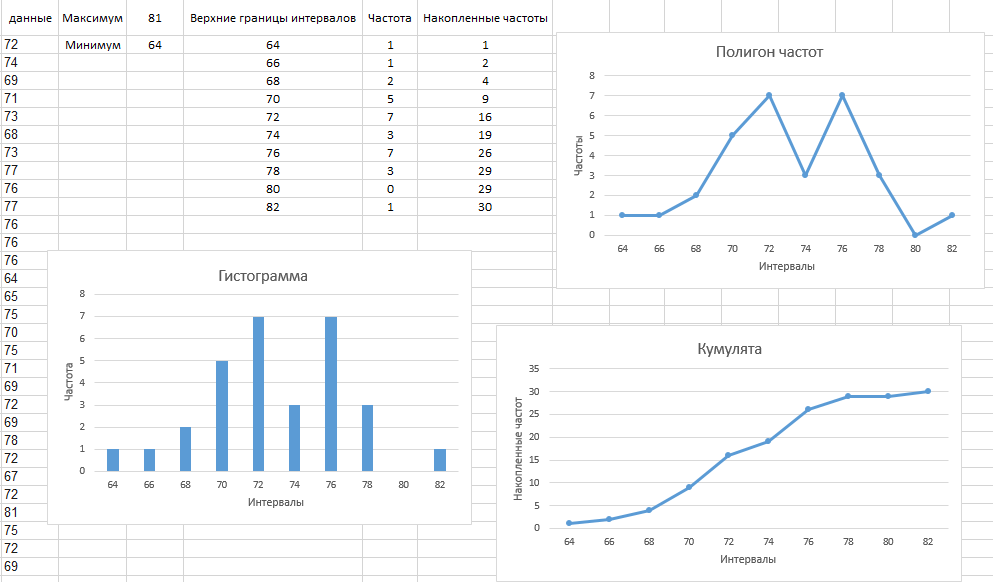 данные Максимум 81 Верхние границы интервалов Частота Накопленные частоты
72 Минимум 64 64 1 1
74 66 1 2
69 68 2 4
71 70 5 9
73 72 7 16
68 74 3 19
73 76 7 26
77 78 3 29
76 80 0 29
77 82 1 30
76
76
76
64
65
75
70
75
71
69
72
69
78
72
67
72
81
75
72
69
Полигон частот
Частоты
8
7
6
5
4
3
2
1
0
64 66 68 70 72 74 76 78 80 82
Интервалы
Гистограмма
Частота
8
7
6
5
4
3
2
1
0
64 66 68 70 72 74 76 78 80 82
Интервалы
Кумулята
Накопленные частот
35
30
25
20
15
10
5
0
64 66 68 70 72 74 76 78 80 82
Интервалы